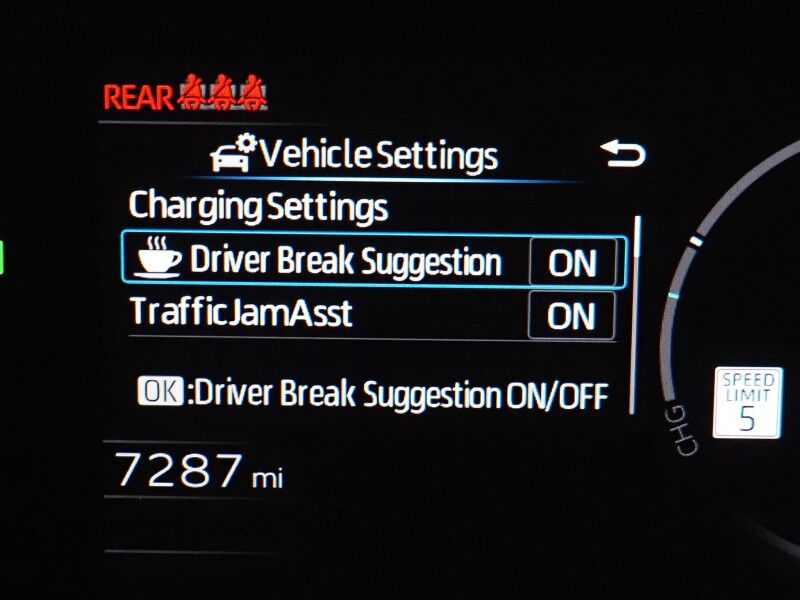 REAR
Vehicle Settings
Charging Settings
Driver Break Suggestion ON
TrafficJamAsst ON
OK:Driver Break Suggestion ON/OFF
SPEED
LIMIT
5
CHG
7287 mi